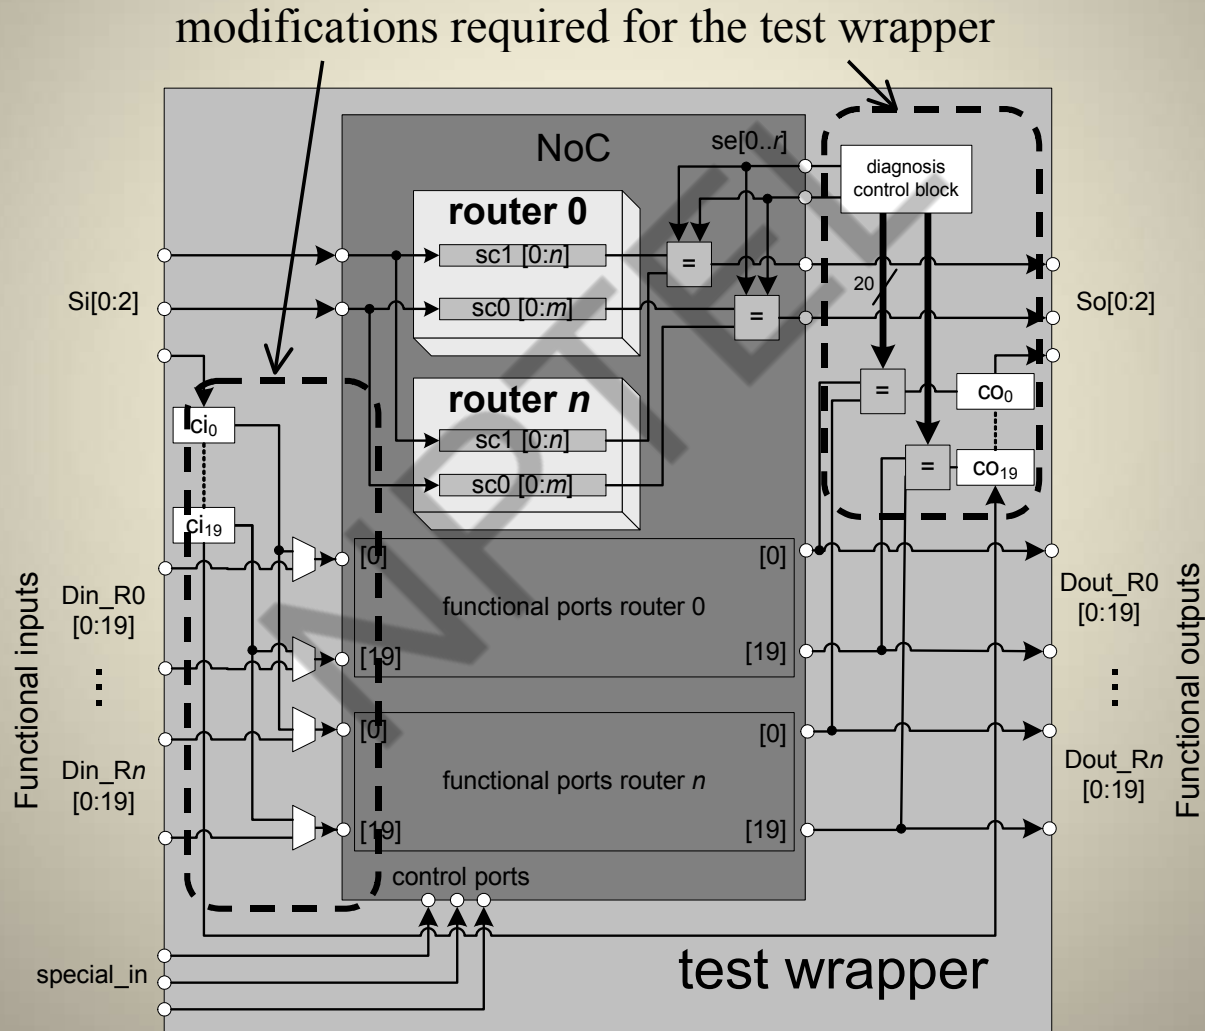 modifications required for the test wrapper
NoC
se[0..r]
diagnosis
control block
router 0
sc1 [0:n]
sc0 [0:m]
=
=
20
Si[0:2]
So[0:2]
router n
sc1 [0:n]
sc0 [0:m]
=
=
co0
co19
ci0
ci19
Functional inputs
Din_R0
[0:19]
⋮
Din_Rn
[0:19]
[0]
[0]
functional ports router 0
[19]
[19]
[0]
[0]
functional ports router n
[19]
[19]
Dout_R0
[0:19]
⋮
Dout_Rn
[0:19]
Functional outputs
control ports
special_in
test wrapper
NPTEL